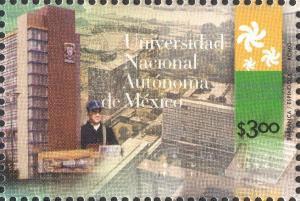 Universidad
Nacional
Autónoma
de México
$3.00